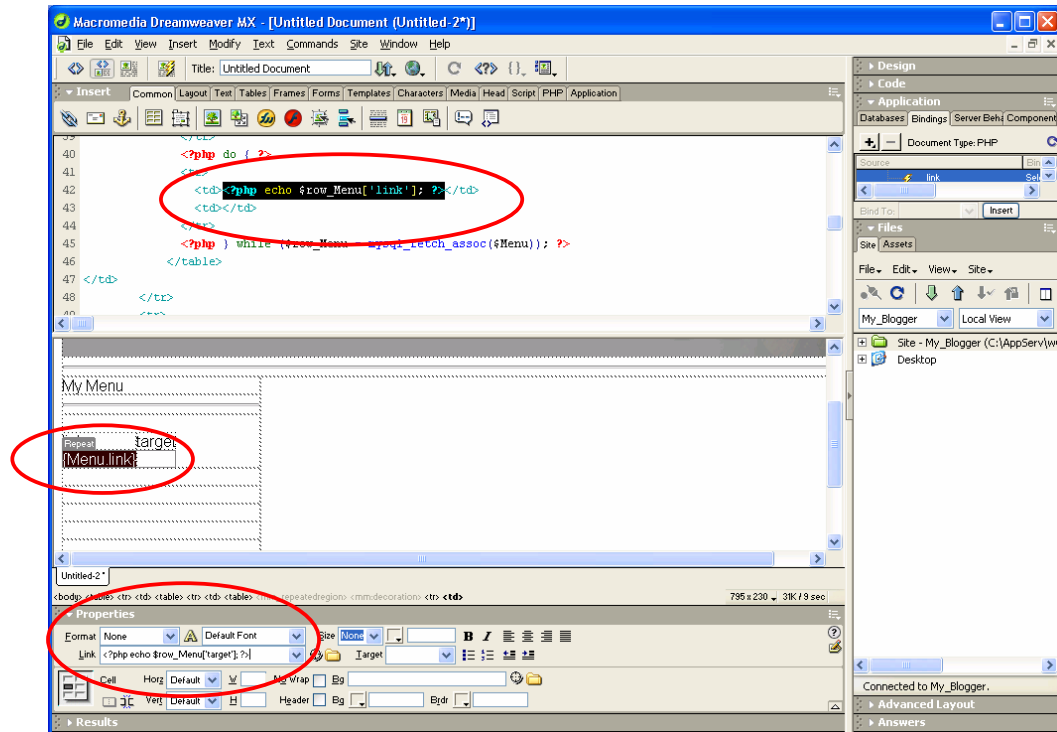 Macromedia Dreamweaver MX - [Untitled Document (Untitled-2*)]
File Edit View Insert Modify Text Commands Site Window Help
Title: Untitled Document
Insert Common Layout Text Tables Frames Forms Templates Characters Media Head Script PHP Application
40 <?php do { ?>
41 <tr>
42 <td><?php echo $row_Menu['link']; ?></td>
43 <td></td>
44 </tr>
45 <?php } while ($row_Menu = mysql_fetch_assoc($Menu)); ?>
46 </table>
47 </td>
48 </tr>
49 <tr>
My Menu
Repeat target
{Menu.link}
Untitled-2*
<body> <table> <tr> <td> <table> <tr> <td> <table> <mm:repeatedregion> <mm:decoration> <tr> <td> 795 x 230 31K / 9 sec
Properties
Format None Default Font Size None B I
Link <?php echo $row_Menu['target']; ?> Target
Cell Horz Default W No Wrap Bg
Vert Default H Header Bg Brdr
Results
Design
Code
Application
Databases Bindings Server Beha Component
Document Type: PHP
Source Bin
link Sele
Bind To: Insert
Files
Site Assets
File Edit View Site
My_Blogger Local View
Site - My_Blogger (C:\AppServ\w
Desktop
Connected to My_Blogger.
Advanced Layout
Answers